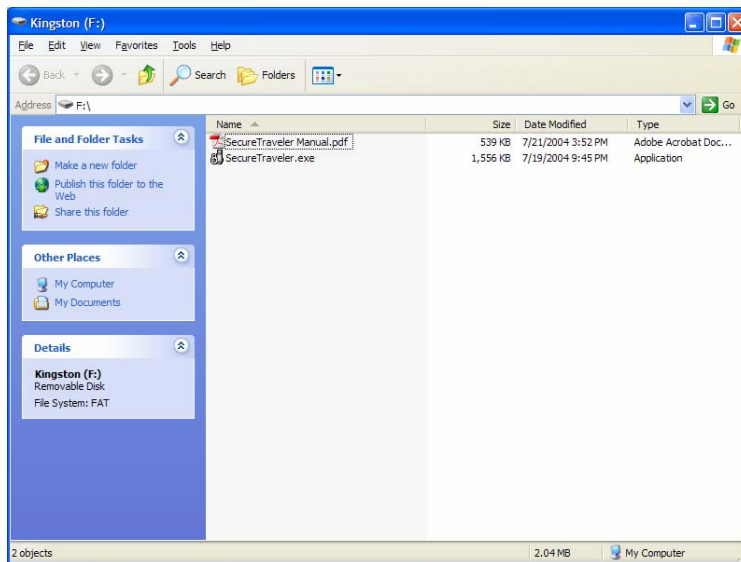 Kingston (F:)
File Edit View Favorites Tools Help
Back Search Folders
Address F:\ Go
File and Folder Tasks
Make a new folder
Publish this folder to the
Web
Share this folder
Other Places
My Computer
My Documents
Details
Kingston (F:)
Removable Disk
File System: FAT
Name Size Date Modified Type
SecureTraveler Manual.pdf 539 KB 7/21/2004 3:52 PM Adobe Acrobat Doc...
SecureTraveler.exe 1,556 KB 7/19/2004 9:45 PM Application
2 objects 2.04 MB My Computer